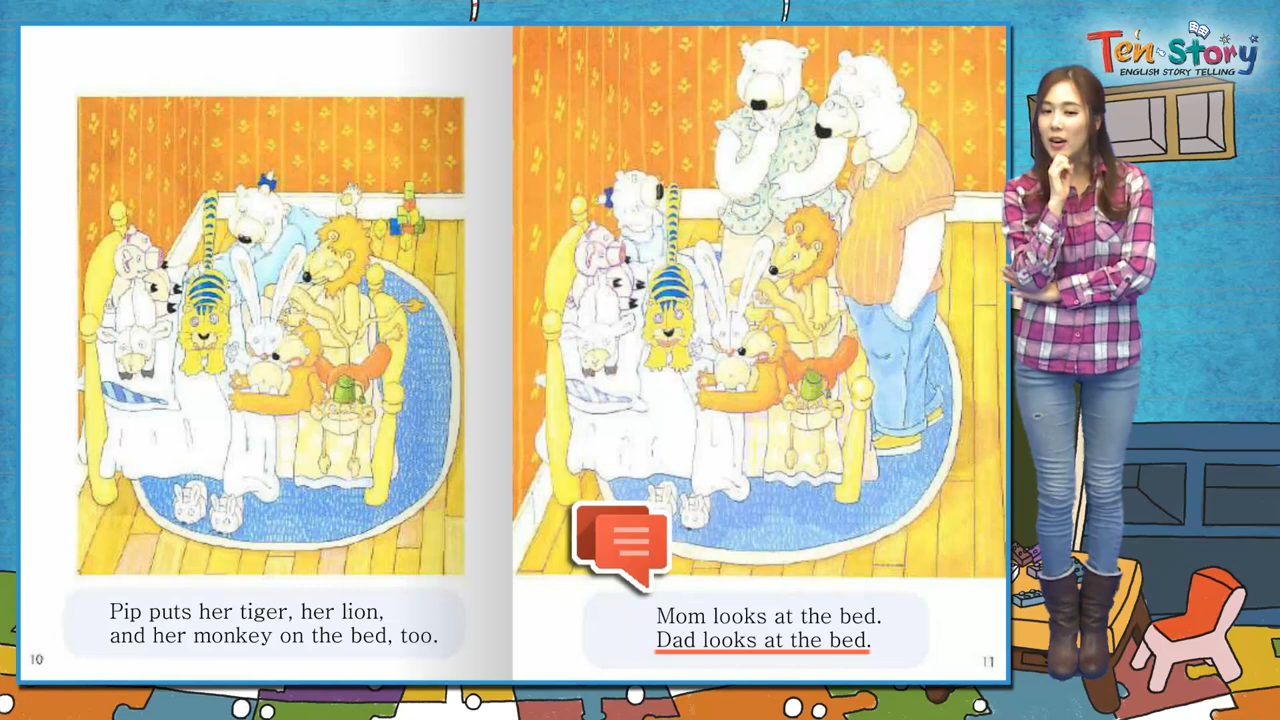 Ten-Story
ENGLISH STORY TELLING
Pip puts her tiger, her lion,
and her monkey on the bed, too.
10
Mom looks at the bed.
Dad looks at the bed.
11